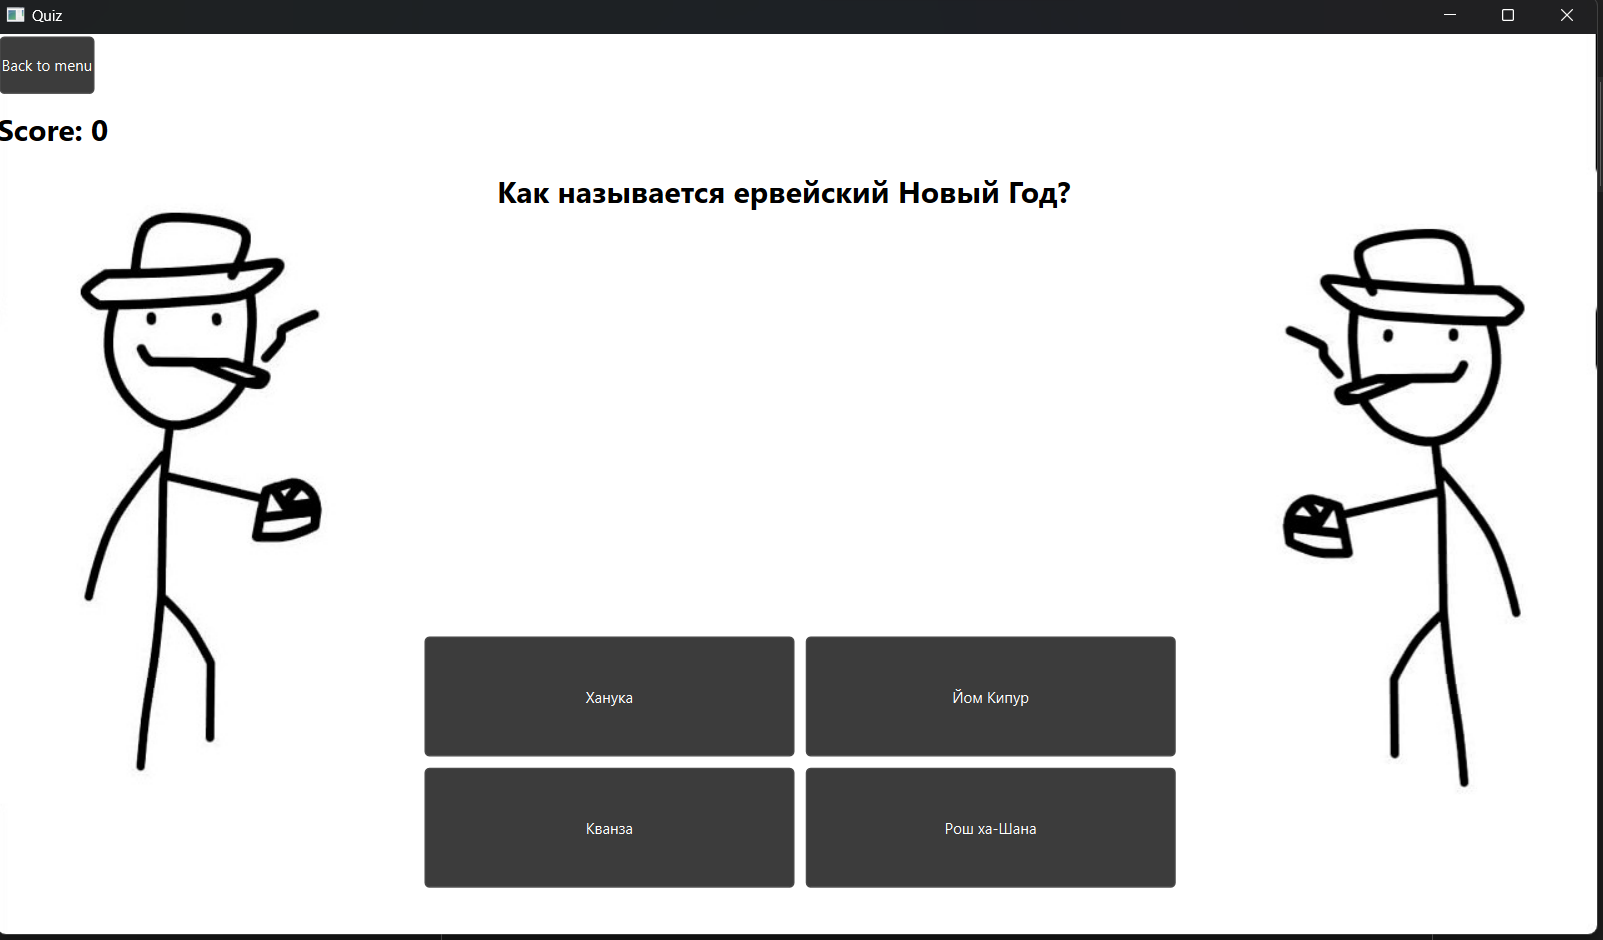 Quiz
Back to menu
Score: 0
Как называется ервейский Новый Год?
Ханука
Йом Кипур
Кванза
Рош ха-Шана